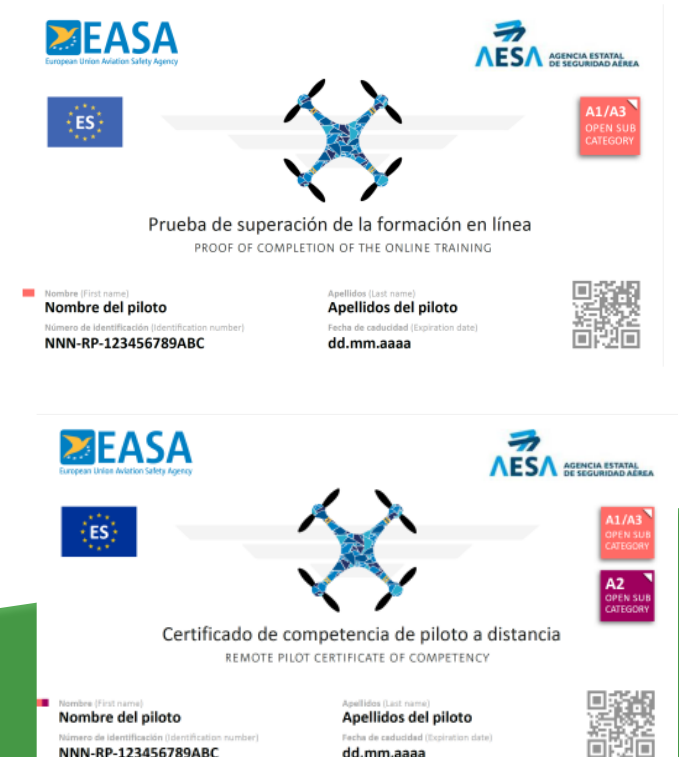 EASA
European Union Aviation Safety Agency
AESA AGENCIA ESTATAL
DE SEGURIDAD AÉREA
ES
A1/A3
OPEN SUB
CATEGORY
Prueba de superación de la formación en línea
PROOF OF COMPLETION OF THE ONLINE TRAINING
Nombre (First name) Apellidos (Last name)
Nombre del piloto Apellidos del piloto
Número de identificación (Identification number) Fecha de caducidad (Expiration date)
NNN-RP-123456789ABC dd.mm.aaaa
EASA
European Union Aviation Safety Agency
AESA AGENCIA ESTATAL
DE SEGURIDAD AÉREA
ES
A1/A3
OPEN SUB
CATEGORY
A2
OPEN SUB
CATEGORY
Certificado de competencia de piloto a distancia
REMOTE PILOT CERTIFICATE OF COMPETENCY
Nombre (First name) Apellidos (Last name)
Nombre del piloto Apellidos del piloto
Número de identificación (Identification number) Fecha de caducidad (Expiration date)
NNN-RP-123456789ABC dd.mm.aaaa